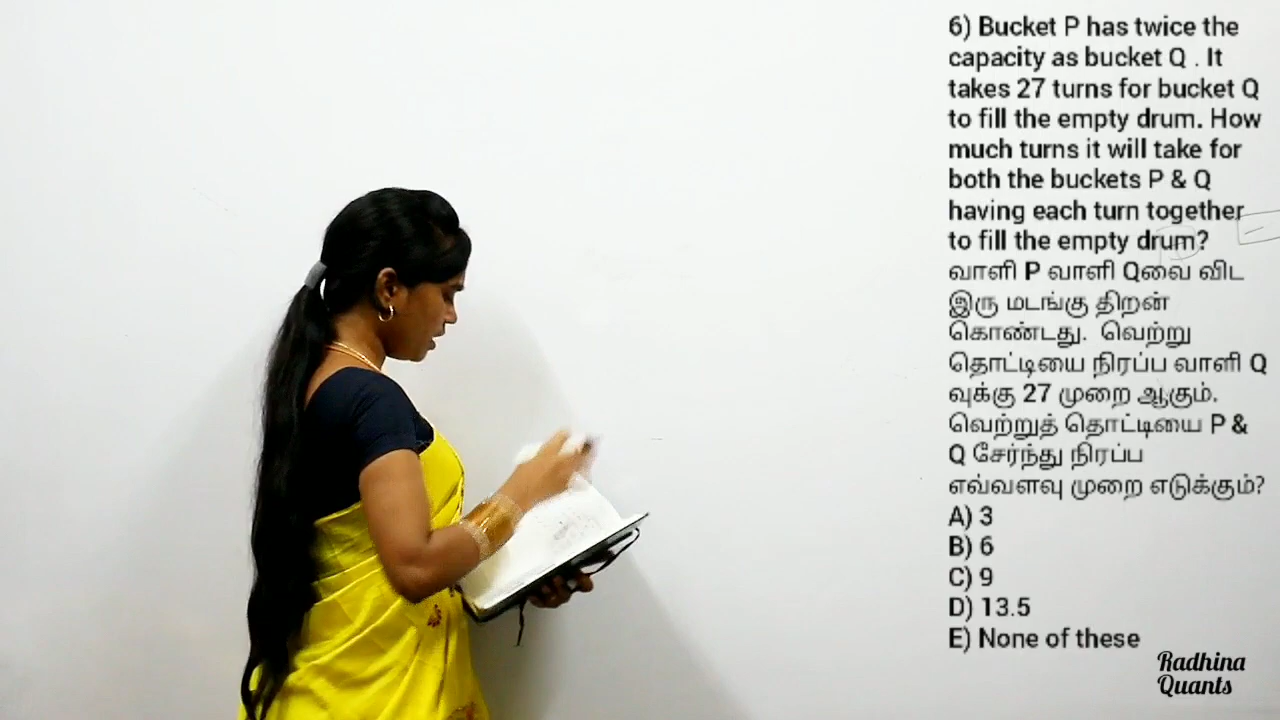 6) Bucket P has twice the
capacity as bucket Q . It
takes 27 turns for bucket Q
to fill the empty drum. How
much turns it will take for
both the buckets P & Q
having each turn together
to fill the empty drum?
வாளி P வாளி Qவை விட
இரு மடங்கு திறன்
கொண்டது. வெற்று
தொட்டியை நிரப்ப வாளி Q
வுக்கு 27 முறை ஆகும்.
வெற்றுத் தொட்டியை P &
Q சேர்ந்து நிரப்ப
எவ்வளவு முறை எடுக்கும்?
A) 3
B) 6
C) 9
D) 13.5
E) None of these
Radhina
Quants